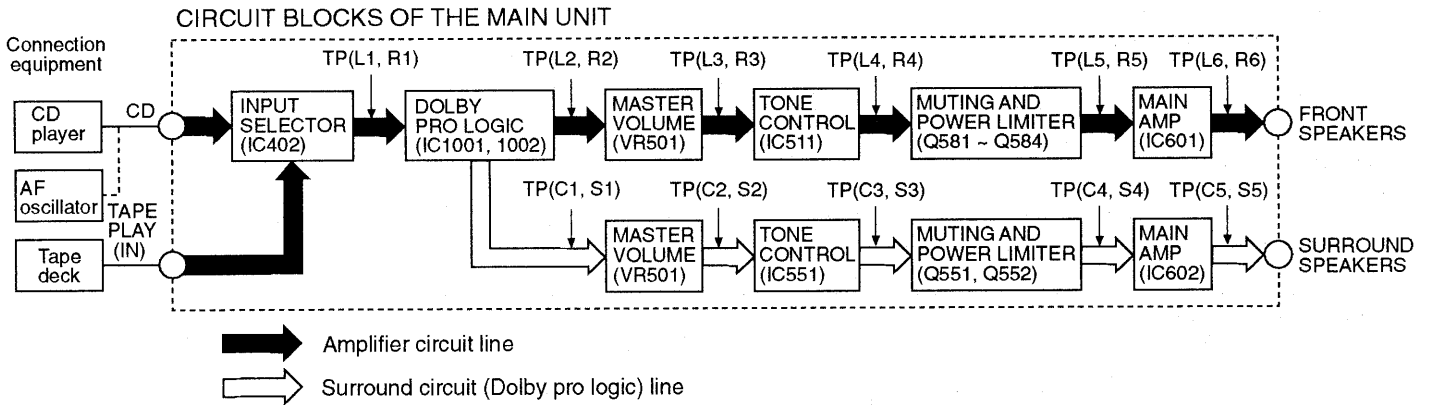 CIRCUIT BLOCKS OF THE MAIN UNIT
Connection
equipment
TP(L1, R1)
TP(L2, R2)
TP(L3, R3)
TP(L4, R4)
TP(L5, R5)
TP(L6, R6)
CD
player
CD
INPUT
SELECTOR
(IC402)
DOLBY
PRO LOGIC
(IC1001, 1002)
MASTER
VOLUME
(VR501)
TONE
CONTROL
(IC511)
MUTING AND
POWER LIMITER
(Q581 ~ Q584)
MAIN
AMP
(IC601)
FRONT
SPEAKERS
AF
oscillator
TAPE
PLAY
(IN)
Tape
deck
TP(C1, S1)
TP(C2, S2)
TP(C3, S3)
TP(C4, S4)
TP(C5, S5)
MASTER
VOLUME
(VR501)
TONE
CONTROL
(IC551)
MUTING AND
POWER LIMITER
(Q551, Q552)
MAIN
AMP
(IC602)
SURROUND
SPEAKERS
Amplifier circuit line
Surround circuit (Dolby pro logic) line